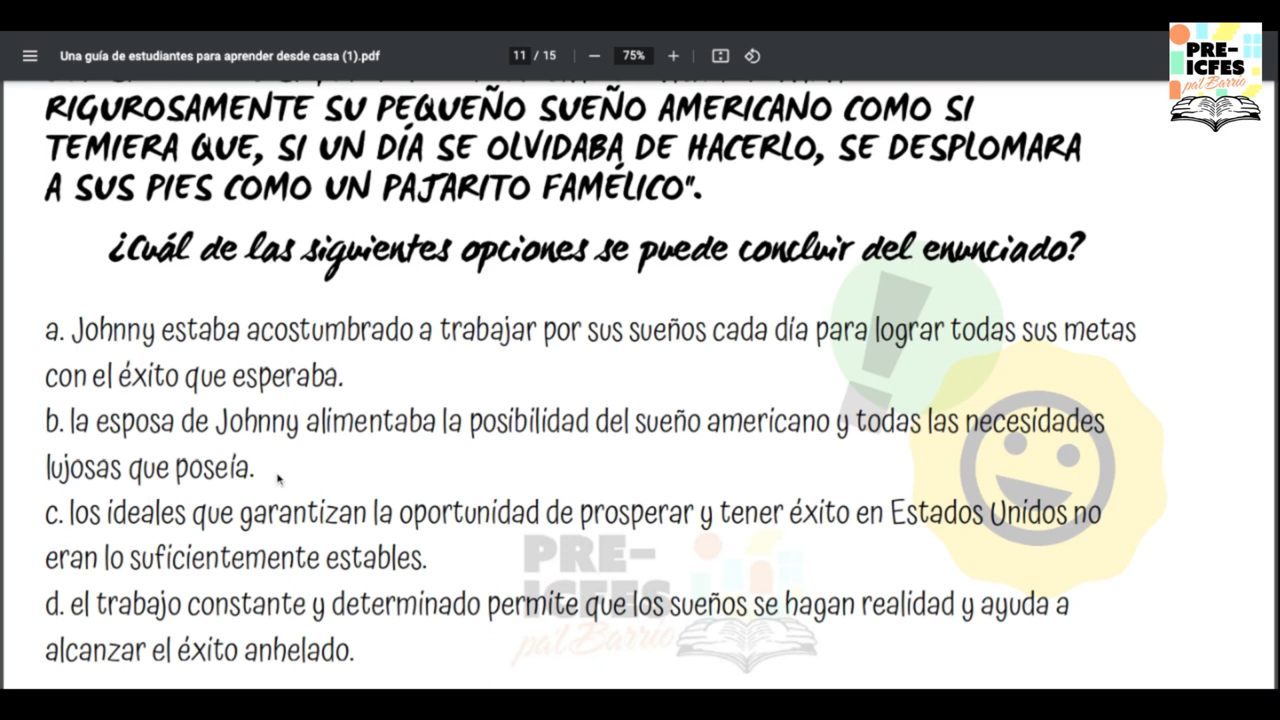 Una guía de estudiantes para aprender desde casa (1).pdf
11 / 15
75%
PRE-
ICFES
pa'l Barrio
RIGUROSAMENTE SU PEQUEÑO SUEÑO AMERICANO COMO SI
TEMIERA QUE, SI UN DÍA SE OLVIDABA DE HACERLO, SE DESPLOMARA
A SUS PIES COMO UN PAJARITO FAMÉLICO".
¿Cuál de las siguientes opciones se puede concluir del enunciado?
a. Johnny estaba acostumbrado a trabajar por sus sueños cada día para lograr todas sus metas
con el éxito que esperaba.
b. la esposa de Johnny alimentaba la posibilidad del sueño americano y todas las necesidades
lujosas que poseía.
c. los ideales que garantizan la oportunidad de prosperar y tener éxito en Estados Unidos no
eran lo suficientemente estables.
d. el trabajo constante y determinado permite que los sueños se hagan realidad y ayuda a
alcanzar el éxito anhelado.
PRE-
ICFES
pa'l Barrio